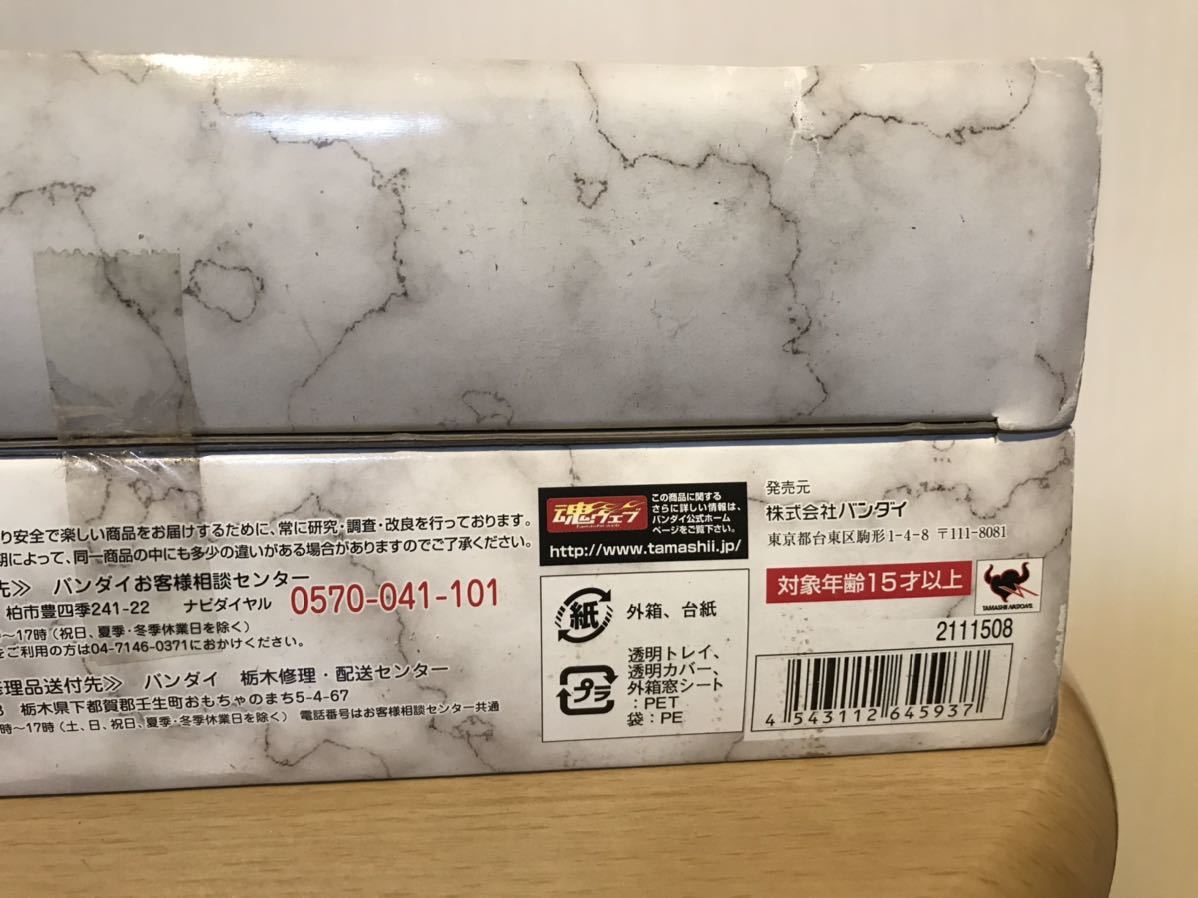 り安全で楽しい商品をお届けするために、常に研究・調査・改良を行っております。
期によって、同一商品の中にも多少の違いがある場合がありますのでご了承ください。
先≫ バンダイお客様相談センター
柏市豊四季241-22 ナビダイヤル 0570-041-101
～17時（祝日、夏季・冬季休業日を除く）
をご利用の方は04-7146-0371におかけください。
修理品送付先≫ バンダイ 栃木修理・配送センター
栃木県下都賀郡壬生町おもちゃのまち5-4-67
時～17時（土、日、祝日、夏季・冬季休業日を除く） 電話番号はお客様相談センター共通
魂ウェブ
この商品に関する
さらに詳しい情報は、
バンダイ公式ホーム
ページをご覧下さい。
http://www.tamashii.jp/
紙
外箱、台紙
プラ
透明トレイ、
透明カバー、
外箱窓シート
：PET
袋：PE
発売元
株式会社バンダイ
東京都台東区駒形1-4-8 〒111-8081
対象年齢15才以上
TAMASHII NATIONS
2111508
4 543112 645937